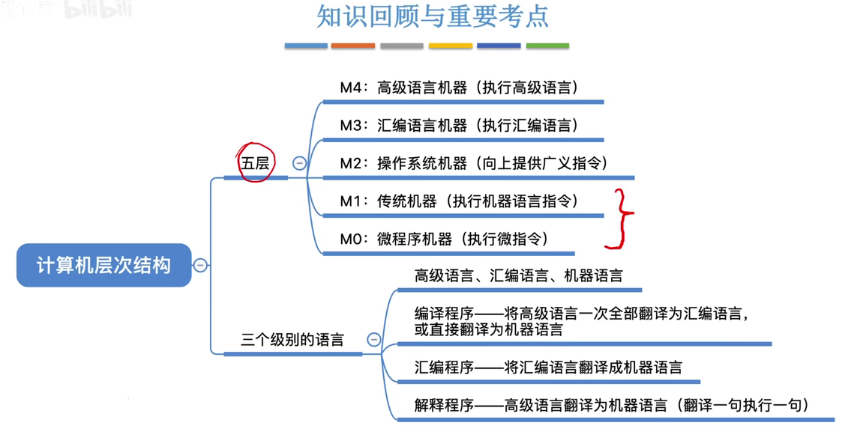 bilibili
知识回顾与重要考点
M4：高级语言机器（执行高级语言）
M3：汇编语言机器（执行汇编语言）
五层
M2：操作系统机器（向上提供广义指令）
M1：传统机器（执行机器语言指令）
M0：微程序机器（执行微指令）
计算机层次结构
高级语言、汇编语言、机器语言
编译程序——将高级语言一次全部翻译为汇编语言，
或直接翻译为机器语言
三个级别的语言
汇编程序——将汇编语言翻译成机器语言
解释程序——高级语言翻译为机器语言（翻译一句执行一句）